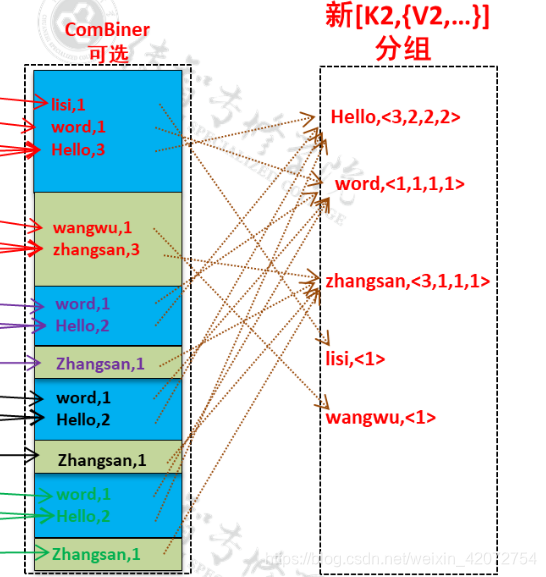 ComBiner
可选
新[K2,{V2,...}]
分组
lisi,1
word,1
Hello,3
wangwu,1
zhangsan,3
word,1
Hello,2
Zhangsan,1
word,1
Hello,2
Zhangsan,1
word,1
Hello,2
Zhangsan,1
Hello,<3,2,2,2>
word,<1,1,1,1>
zhangsan,<3,1,1,1>
lisi,<1>
wangwu,<1>
https://blog.csdn.net/weixin_42022754